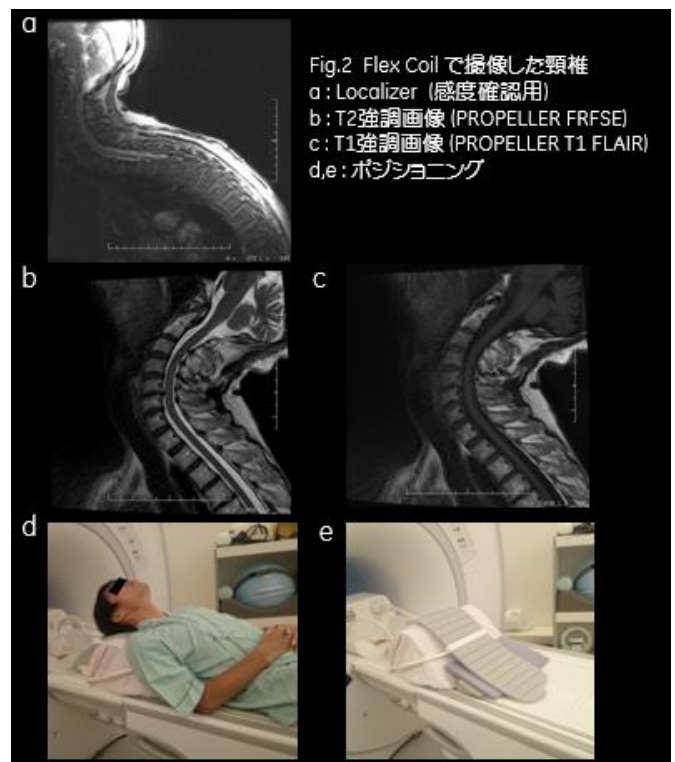 a
Fig.2 Flex Coil で撮像した頸椎
a : Localizer (感度確認用)
b : T2強調画像 (PROPELLER FRFSE)
c : T1強調画像 (PROPELLER T1 FLAIR)
d,e : ポジショニング
b
c
d
e